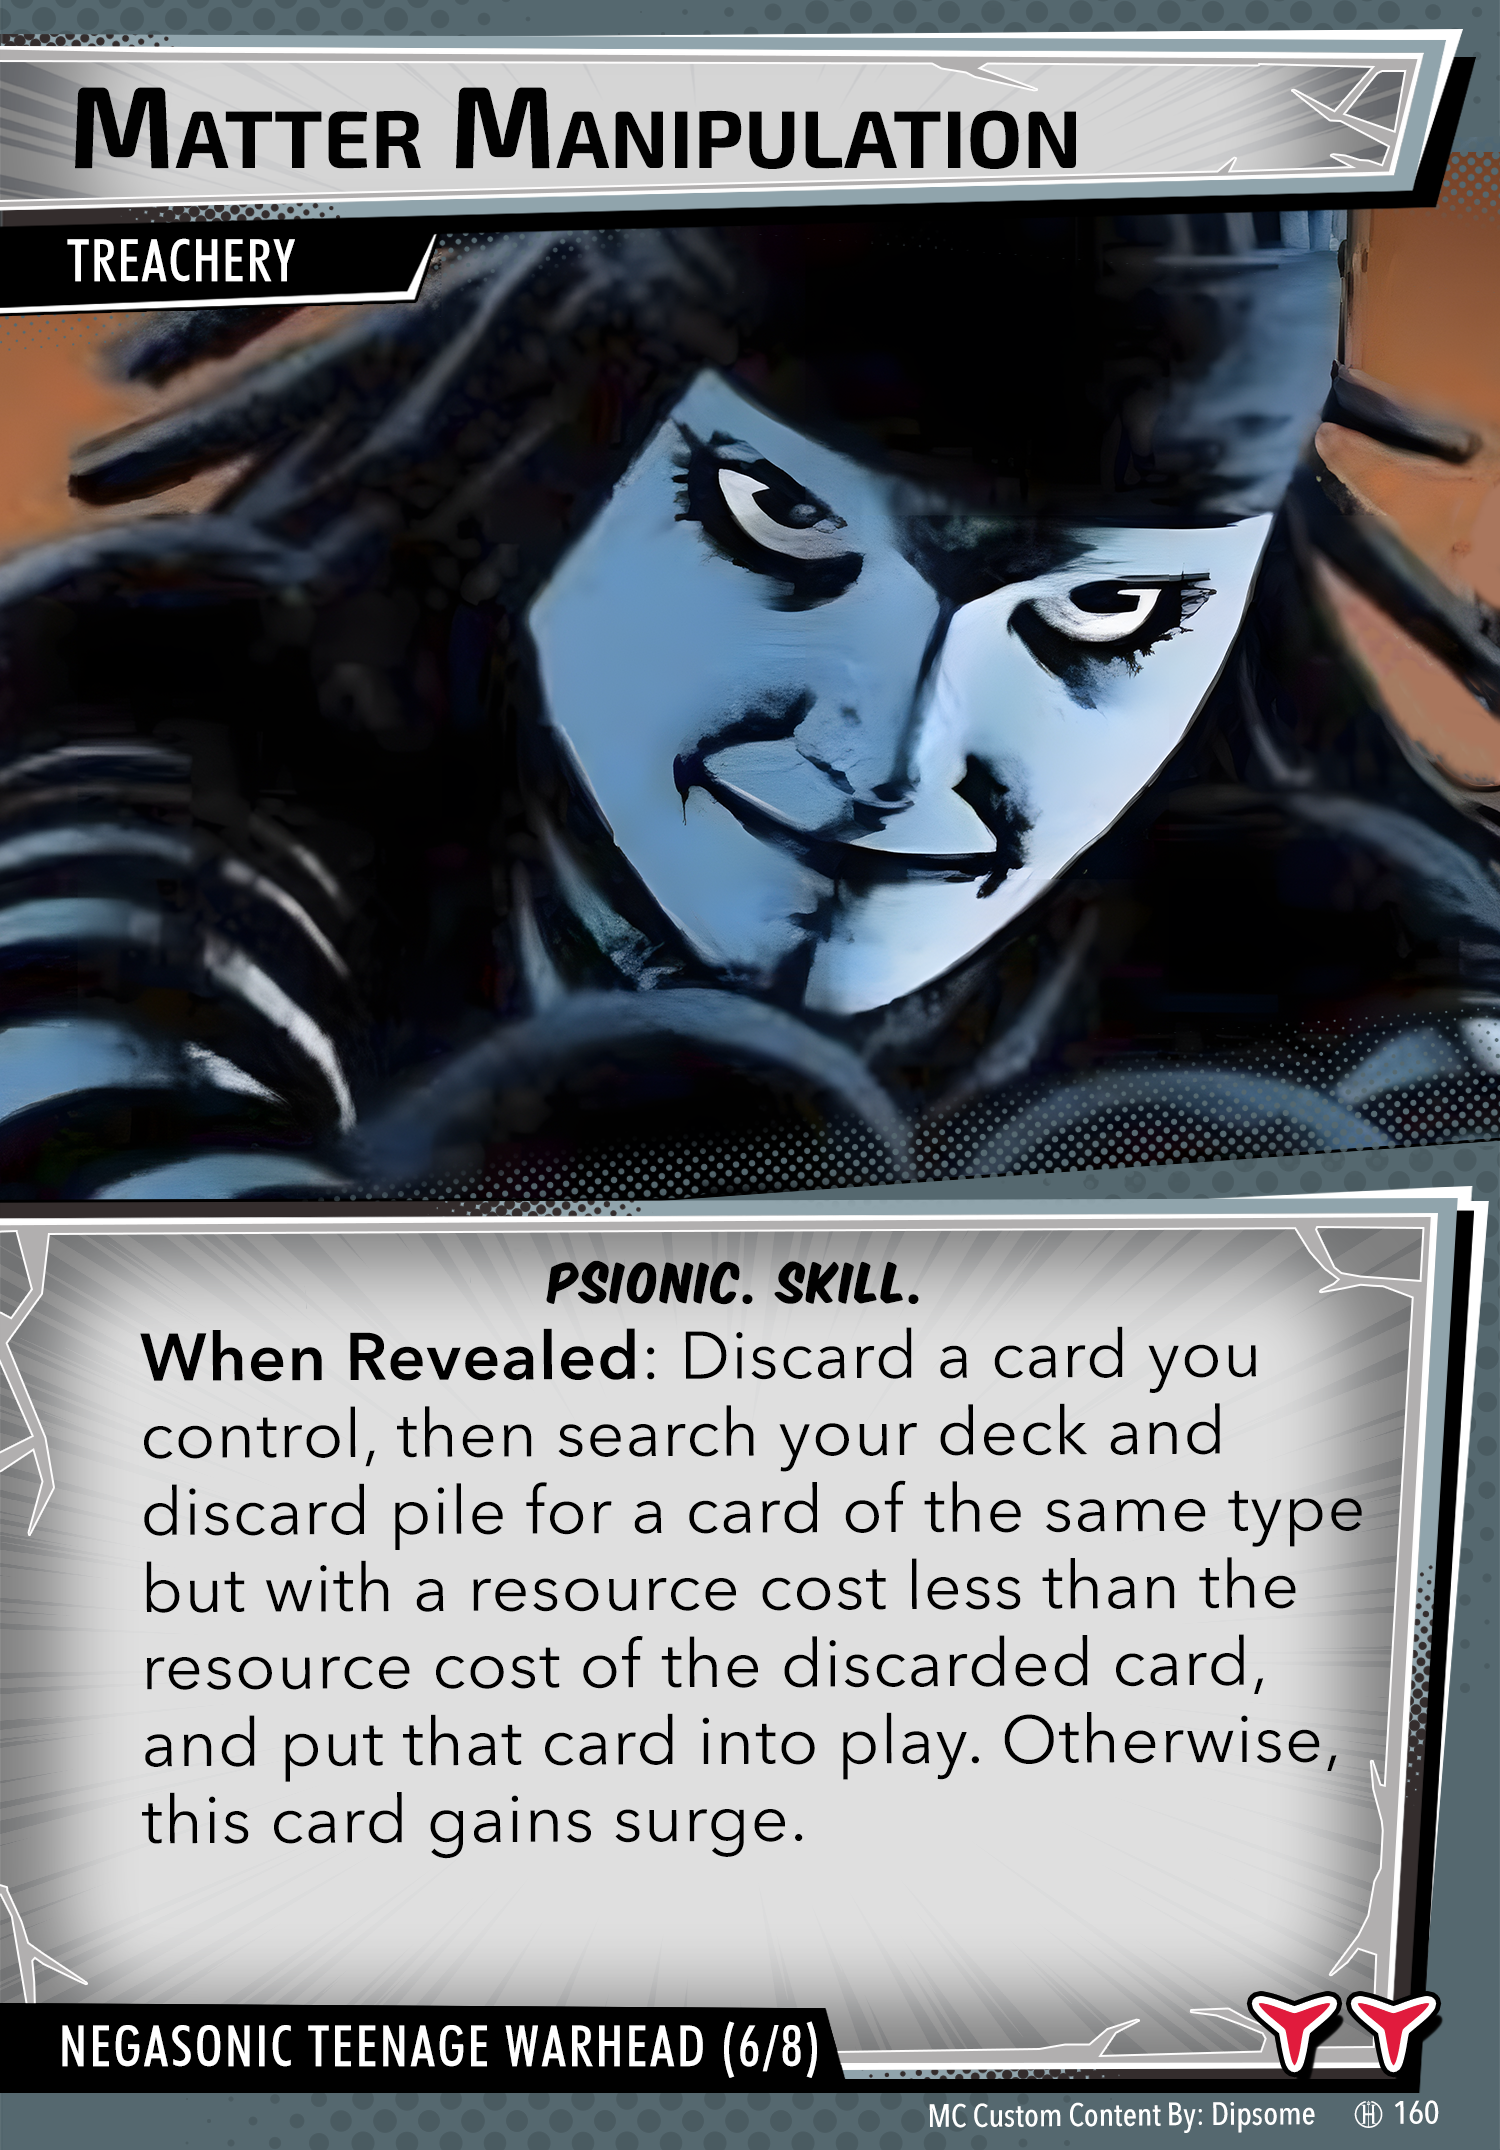 Matter Manipulation
TREACHERY
PSIONIC. SKILL.
When Revealed: Discard a card you
control, then search your deck and
discard pile for a card of the same type
but with a resource cost less than the
resource cost of the discarded card,
and put that card into play. Otherwise,
this card gains surge.
NEGASONIC TEENAGE WARHEAD (6/8)
MC Custom Content By: Dipsome 160